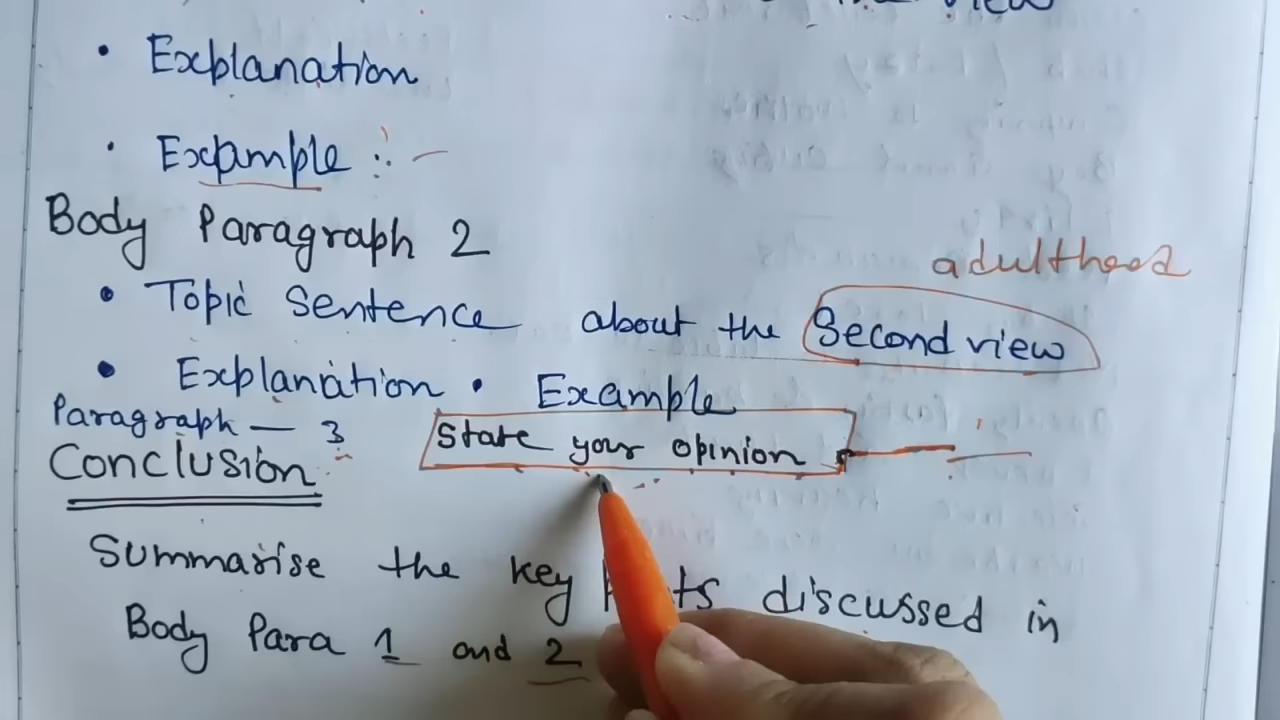 view
• Explanation
• Example :-
Body Paragraph 2
adulthood
• Topic Sentence about the Second view
• Explanation • Example
Paragraph — 3 State your opinion
Conclusion
Summarise the key discussed in
Body Para 1 and 2